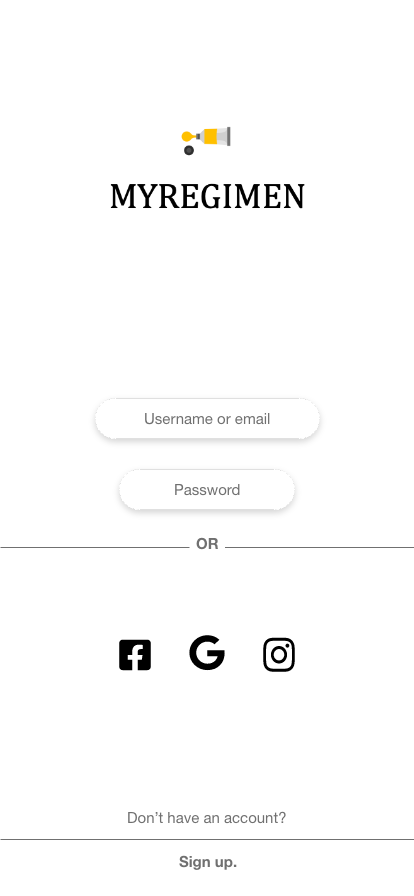 MYREGIMEN
Username or email
Password
OR
Don’t have an account?
Sign up.